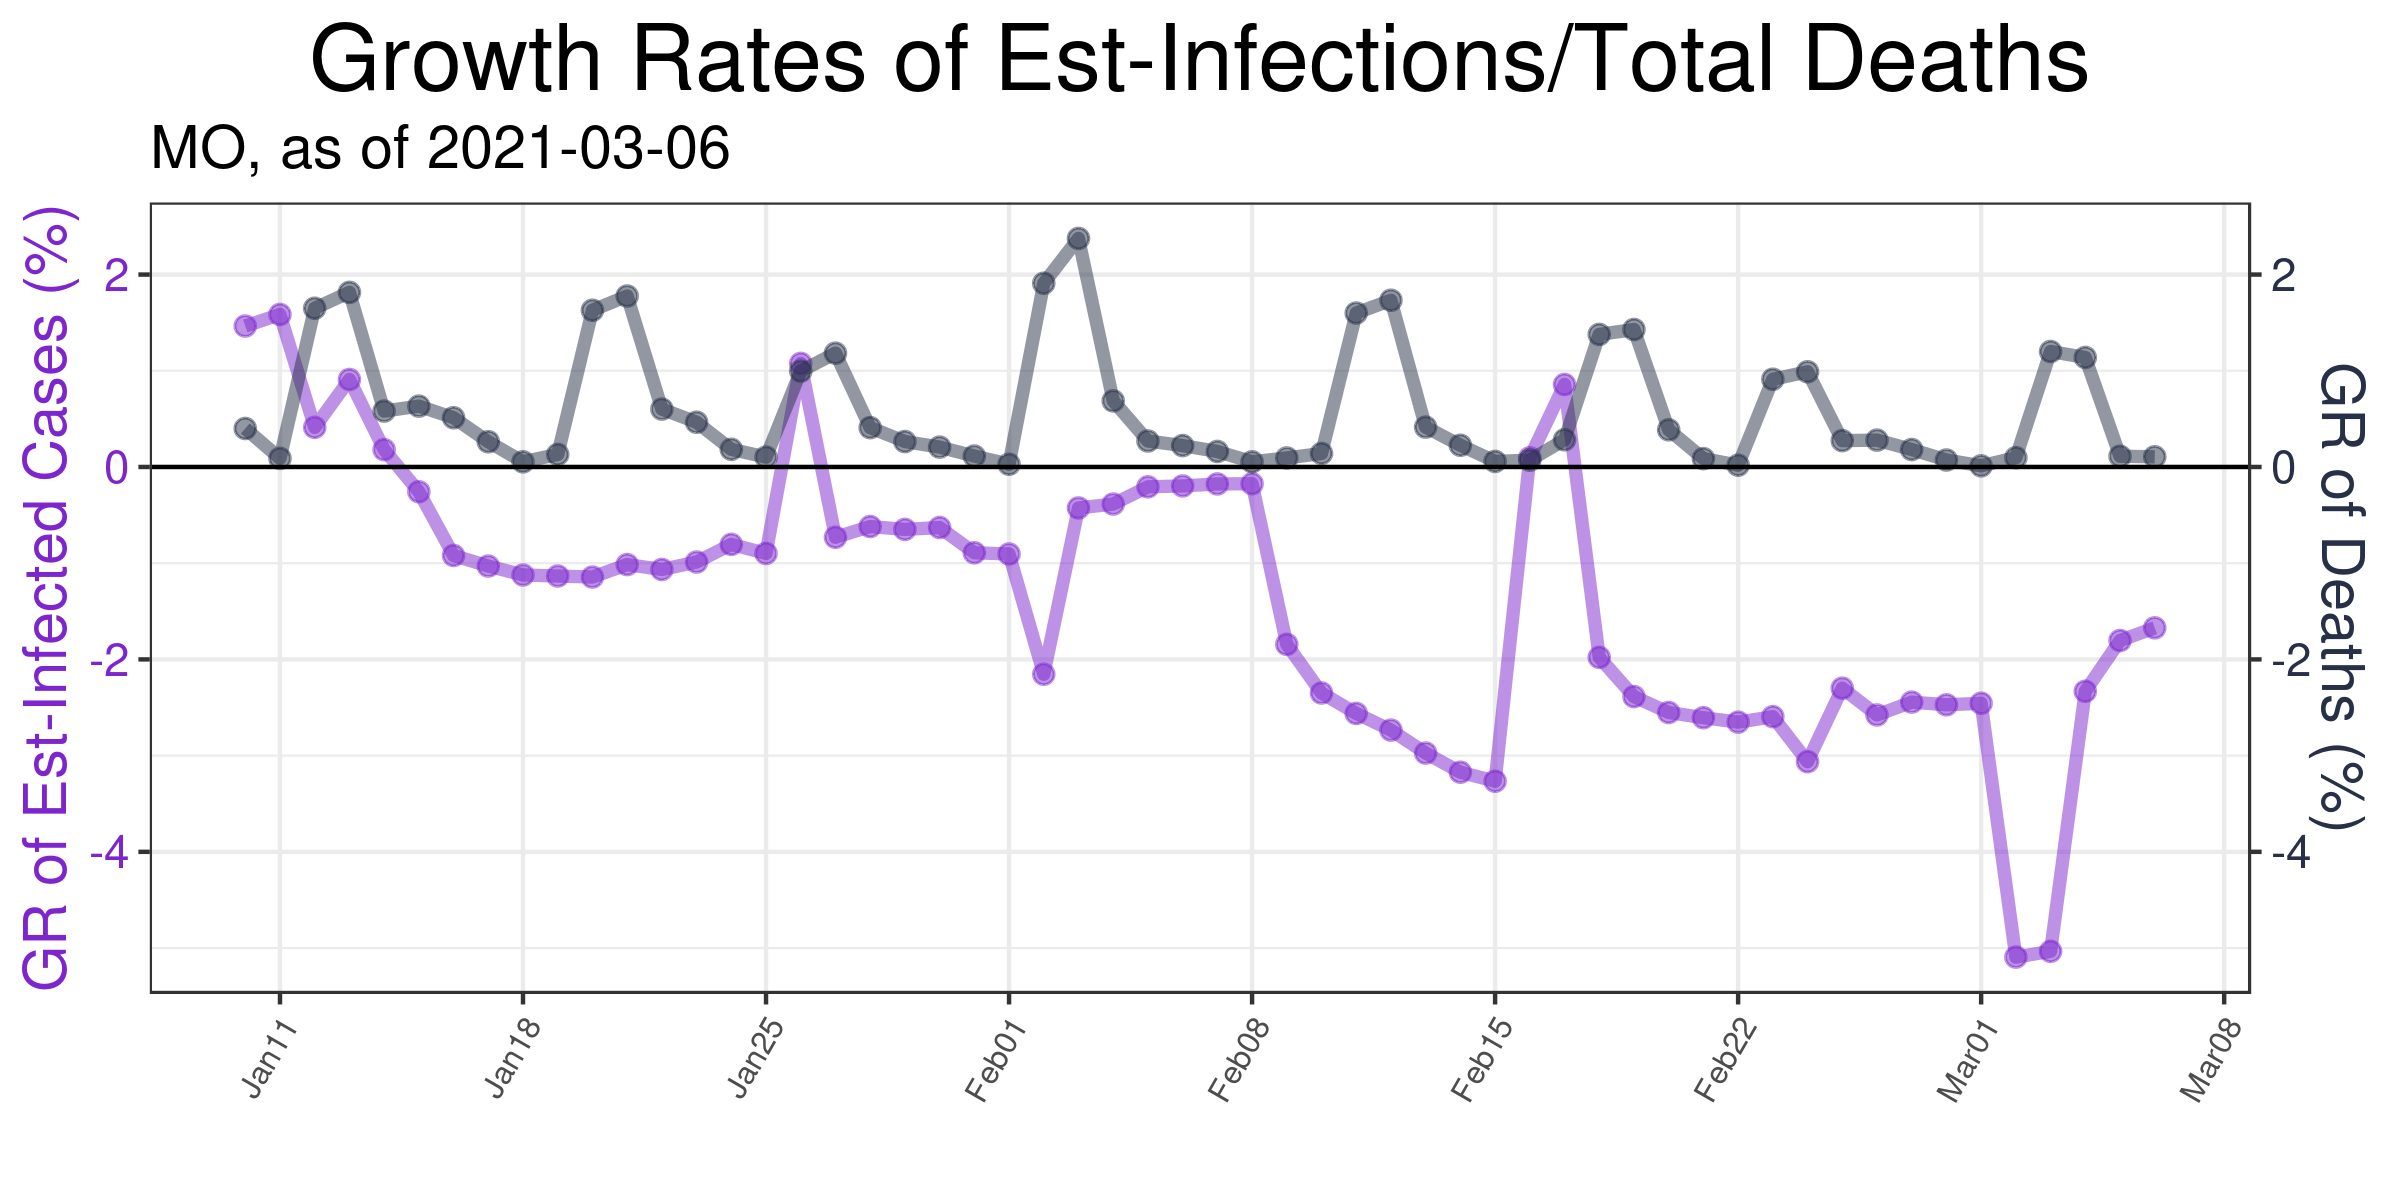 Growth Rates of Est-Infections/Total Deaths
MO, as of 2021-03-06
GR of Est-Infected Cases (%)
2
0
-2
-4
2
0
-2
-4
GR of Deaths (%)
Jan11
Jan18
Jan25
Feb01
Feb08
Feb15
Feb22
Mar01
Mar08